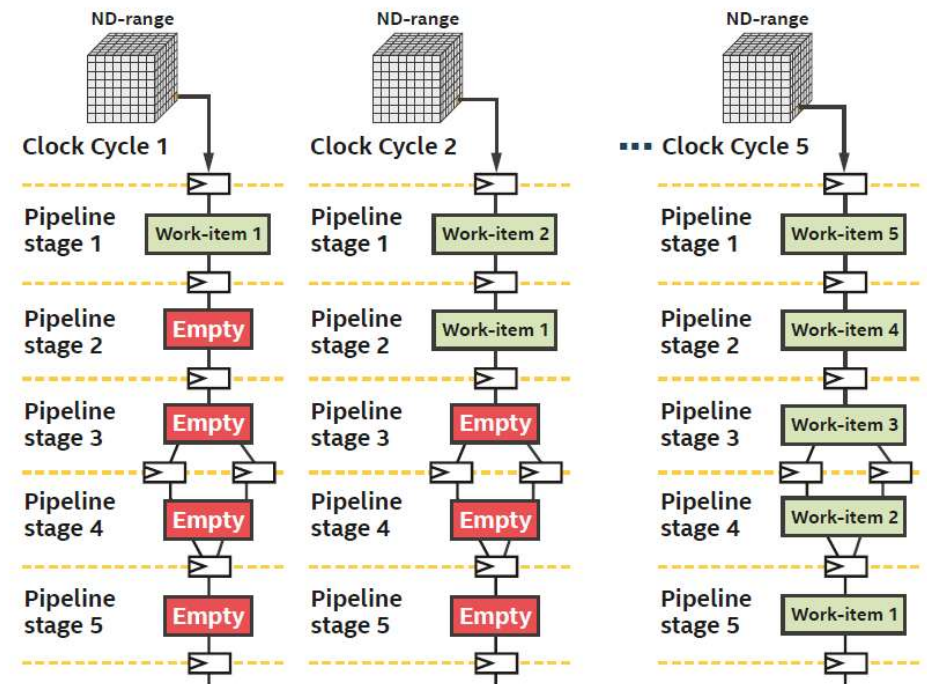 ND-range
ND-range
ND-range
Clock Cycle 1
Clock Cycle 2
Clock Cycle 5
Pipeline
stage 1
Work-item 1
Pipeline
stage 1
Work-item 2
Pipeline
stage 1
Work-item 5
Pipeline
stage 2
Empty
Pipeline
stage 2
Work-item 1
Pipeline
stage 2
Work-item 4
Pipeline
stage 3
Empty
Pipeline
stage 3
Empty
Pipeline
stage 3
Work-item 3
Pipeline
stage 4
Empty
Pipeline
stage 4
Empty
Pipeline
stage 4
Work-item 2
Pipeline
stage 5
Empty
Pipeline
stage 5
Empty
Pipeline
stage 5
Work-item 1